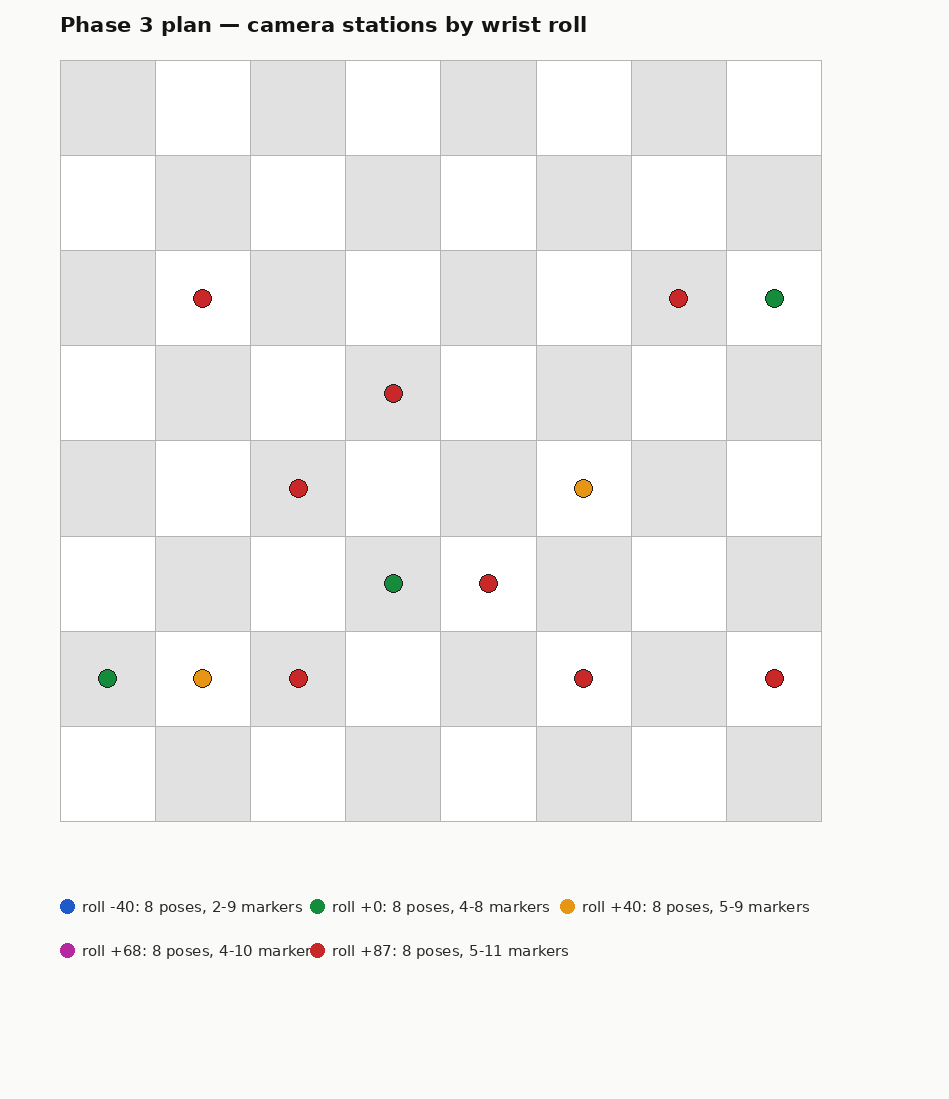 Phase 3 plan — camera stations by wrist roll
roll -40: 8 poses, 2-9 markers roll +0: 8 poses, 4-8 markers roll +40: 8 poses, 5-9 markers
roll +68: 8 poses, 4-10 marker roll +87: 8 poses, 5-11 markers